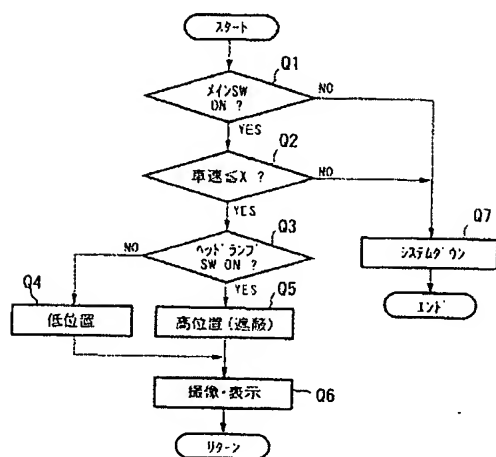 スタート
Q1
メインSW
ON ?
NO
YES
Q2
車速≦X ?
NO
YES
Q3
ヘッドランプ
SW ON ?
NO
YES
Q7
システムダウン
エンド
Q4
低位置
Q5
高位置(遮蔽)
撮像・表示
Q6
リターン